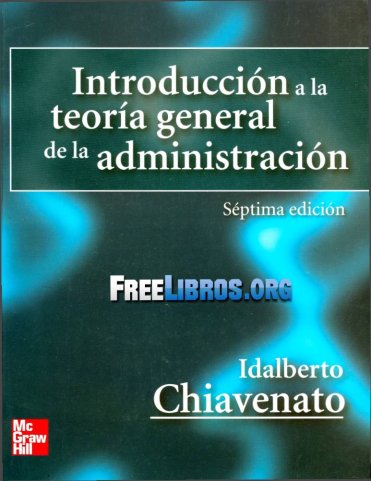 Introducción a la
teoría general
de la administración
Séptima edición
FREELIBROS.ORG
Idalberto
Chiavenato
Mc
Graw
Hill